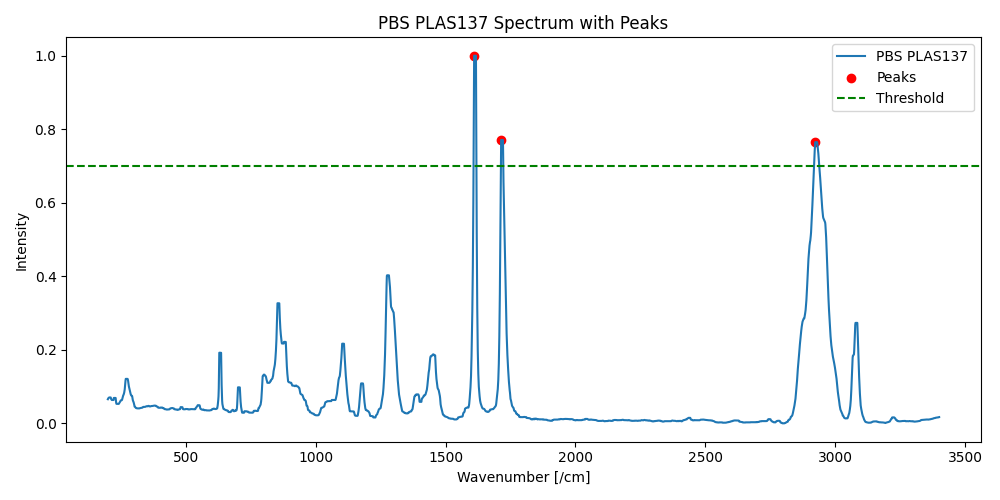 PBS PLAS137 Spectrum with Peaks
PBS PLAS137
Peaks
Threshold
Intensity
1.0
0.8
0.6
0.4
0.2
0.0
500 1000 1500 2000 2500 3000 3500
Wavenumber [/cm]